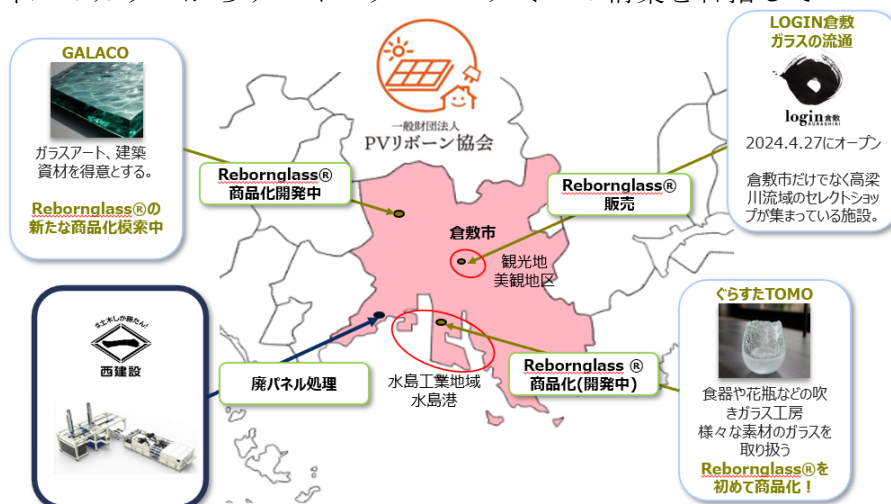 GALACO
ガラスアート、建築
資材を得意とする。
Rebornglass®の
新たな商品化模索中
一般財団法人
PVリボーン協会
LOGIN倉敷
ガラスの流通
login倉敷
KURASHIKI
2024.4.27にオープン
倉敷市だけでなく高梁
川流域のセレクトショッ
プが集まっている施設。
Rebornglass®
商品化開発中
Rebornglass®
販売
倉敷市
観光地
美観地区
#土木しか勝たん!
西建設
廃パネル処理
水島工業地域
水島港
Rebornglass ®
商品化(開発中)
ぐらすたTOMO
食器や花瓶などの吹
きガラス工房
様々な素材のガラスを
取り扱う
Rebornglass®を
初めて商品化！